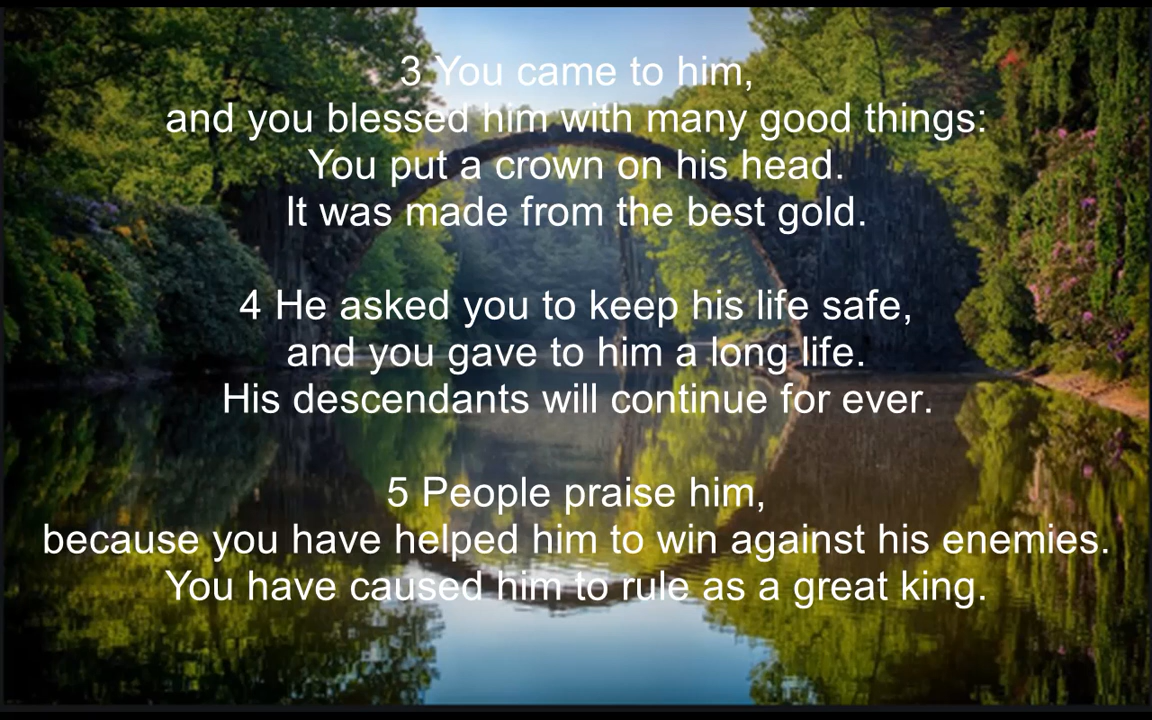 3 You came to him,
and you blessed him with many good things:
You put a crown on his head.
It was made from the best gold.
4 He asked you to keep his life safe,
and you gave to him a long life.
His descendants will continue for ever.
5 People praise him,
because you have helped him to win against his enemies.
You have caused him to rule as a great king.